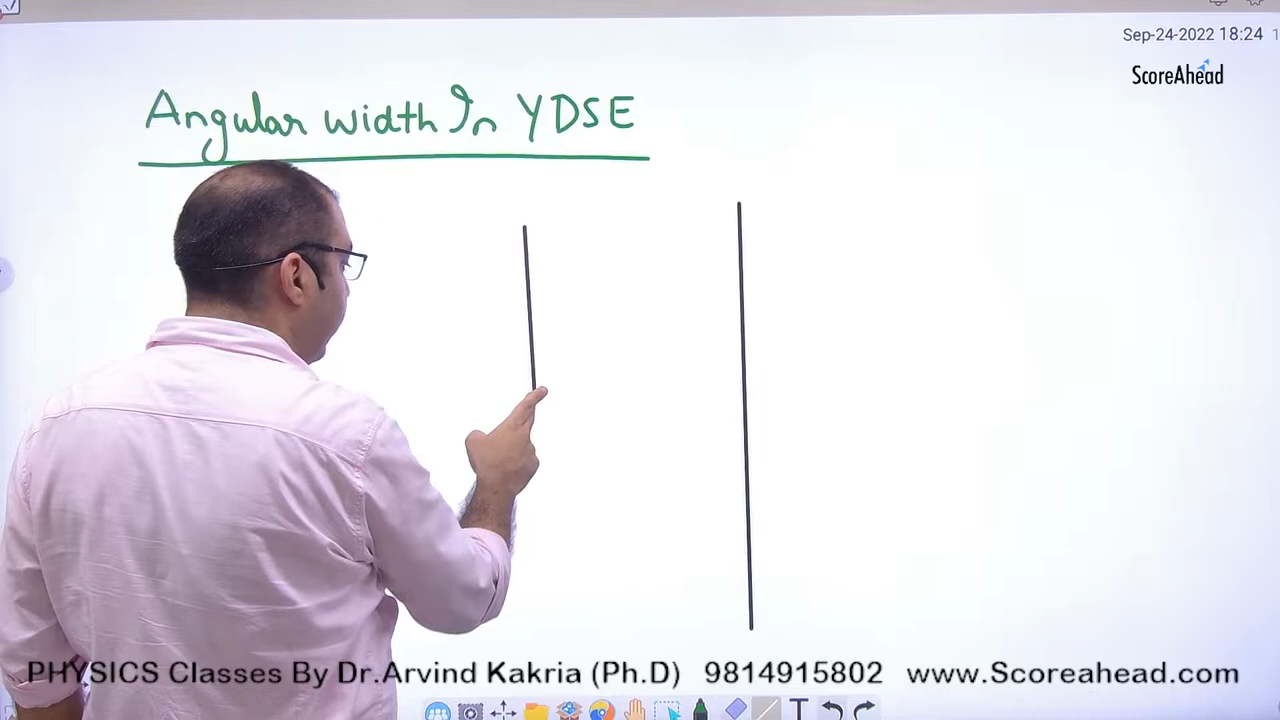 Sep-24-2022 18:24
ScoreAhead
Angular width In YDSE
PHYSICS Classes By Dr.Arvind Kakria (Ph.D) 9814915802 www.Scoreahead.com
T